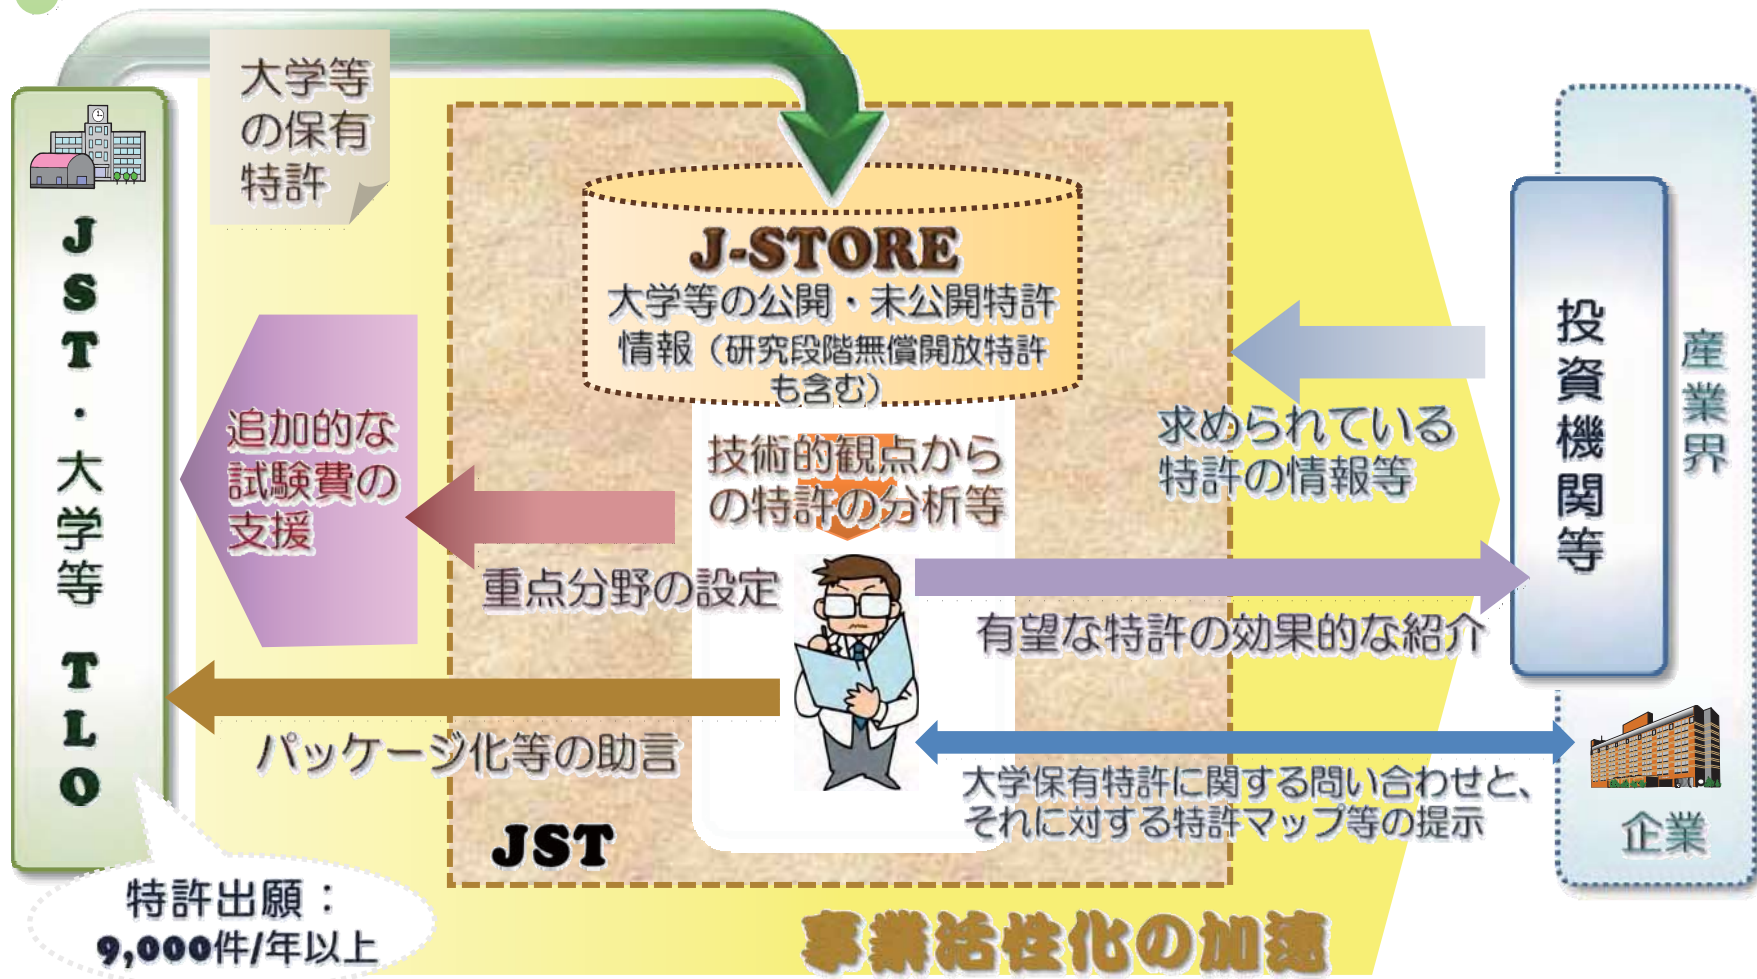 大学等
の保有
特許
JST・大学等 TLO
J-STORE
大学等の公開・未公開特許
情報（研究段階無償開放特許
も含む）
技術的観点から
の特許の分析等
追加的な
試験費の
支援
重点分野の設定
パッケージ化等の助言
JST
求められている
特許の情報等
有望な特許の効果的な紹介
大学保有特許に関する問い合わせと、
それに対する特許マップ等の提示
投資機関等
産業界
企業
特許出願：
9,000件/年以上
事業活性化の加速